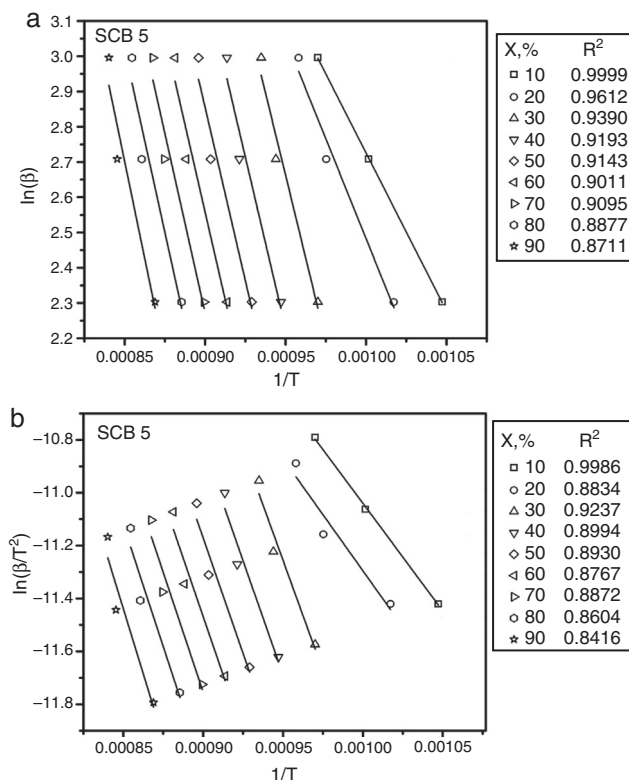 a
SCB 5
3.0
2.9
2.8
2.7
2.6
2.5
2.4
2.3
2.2
ln(β)
0.00085 0.00090 0.00095 0.00100 0.00105
1/T
X,% R²
10 0.9999
20 0.9612
30 0.9390
40 0.9193
50 0.9143
60 0.9011
70 0.9095
80 0.8877
90 0.8711
b
SCB 5
−10.8
−11.0
−11.2
−11.4
−11.6
−11.8
ln(β/T²)
0.00085 0.00090 0.00095 0.00100 0.00105
1/T
X,% R²
10 0.9986
20 0.8834
30 0.9237
40 0.8994
50 0.8930
60 0.8767
70 0.8872
80 0.8604
90 0.8416